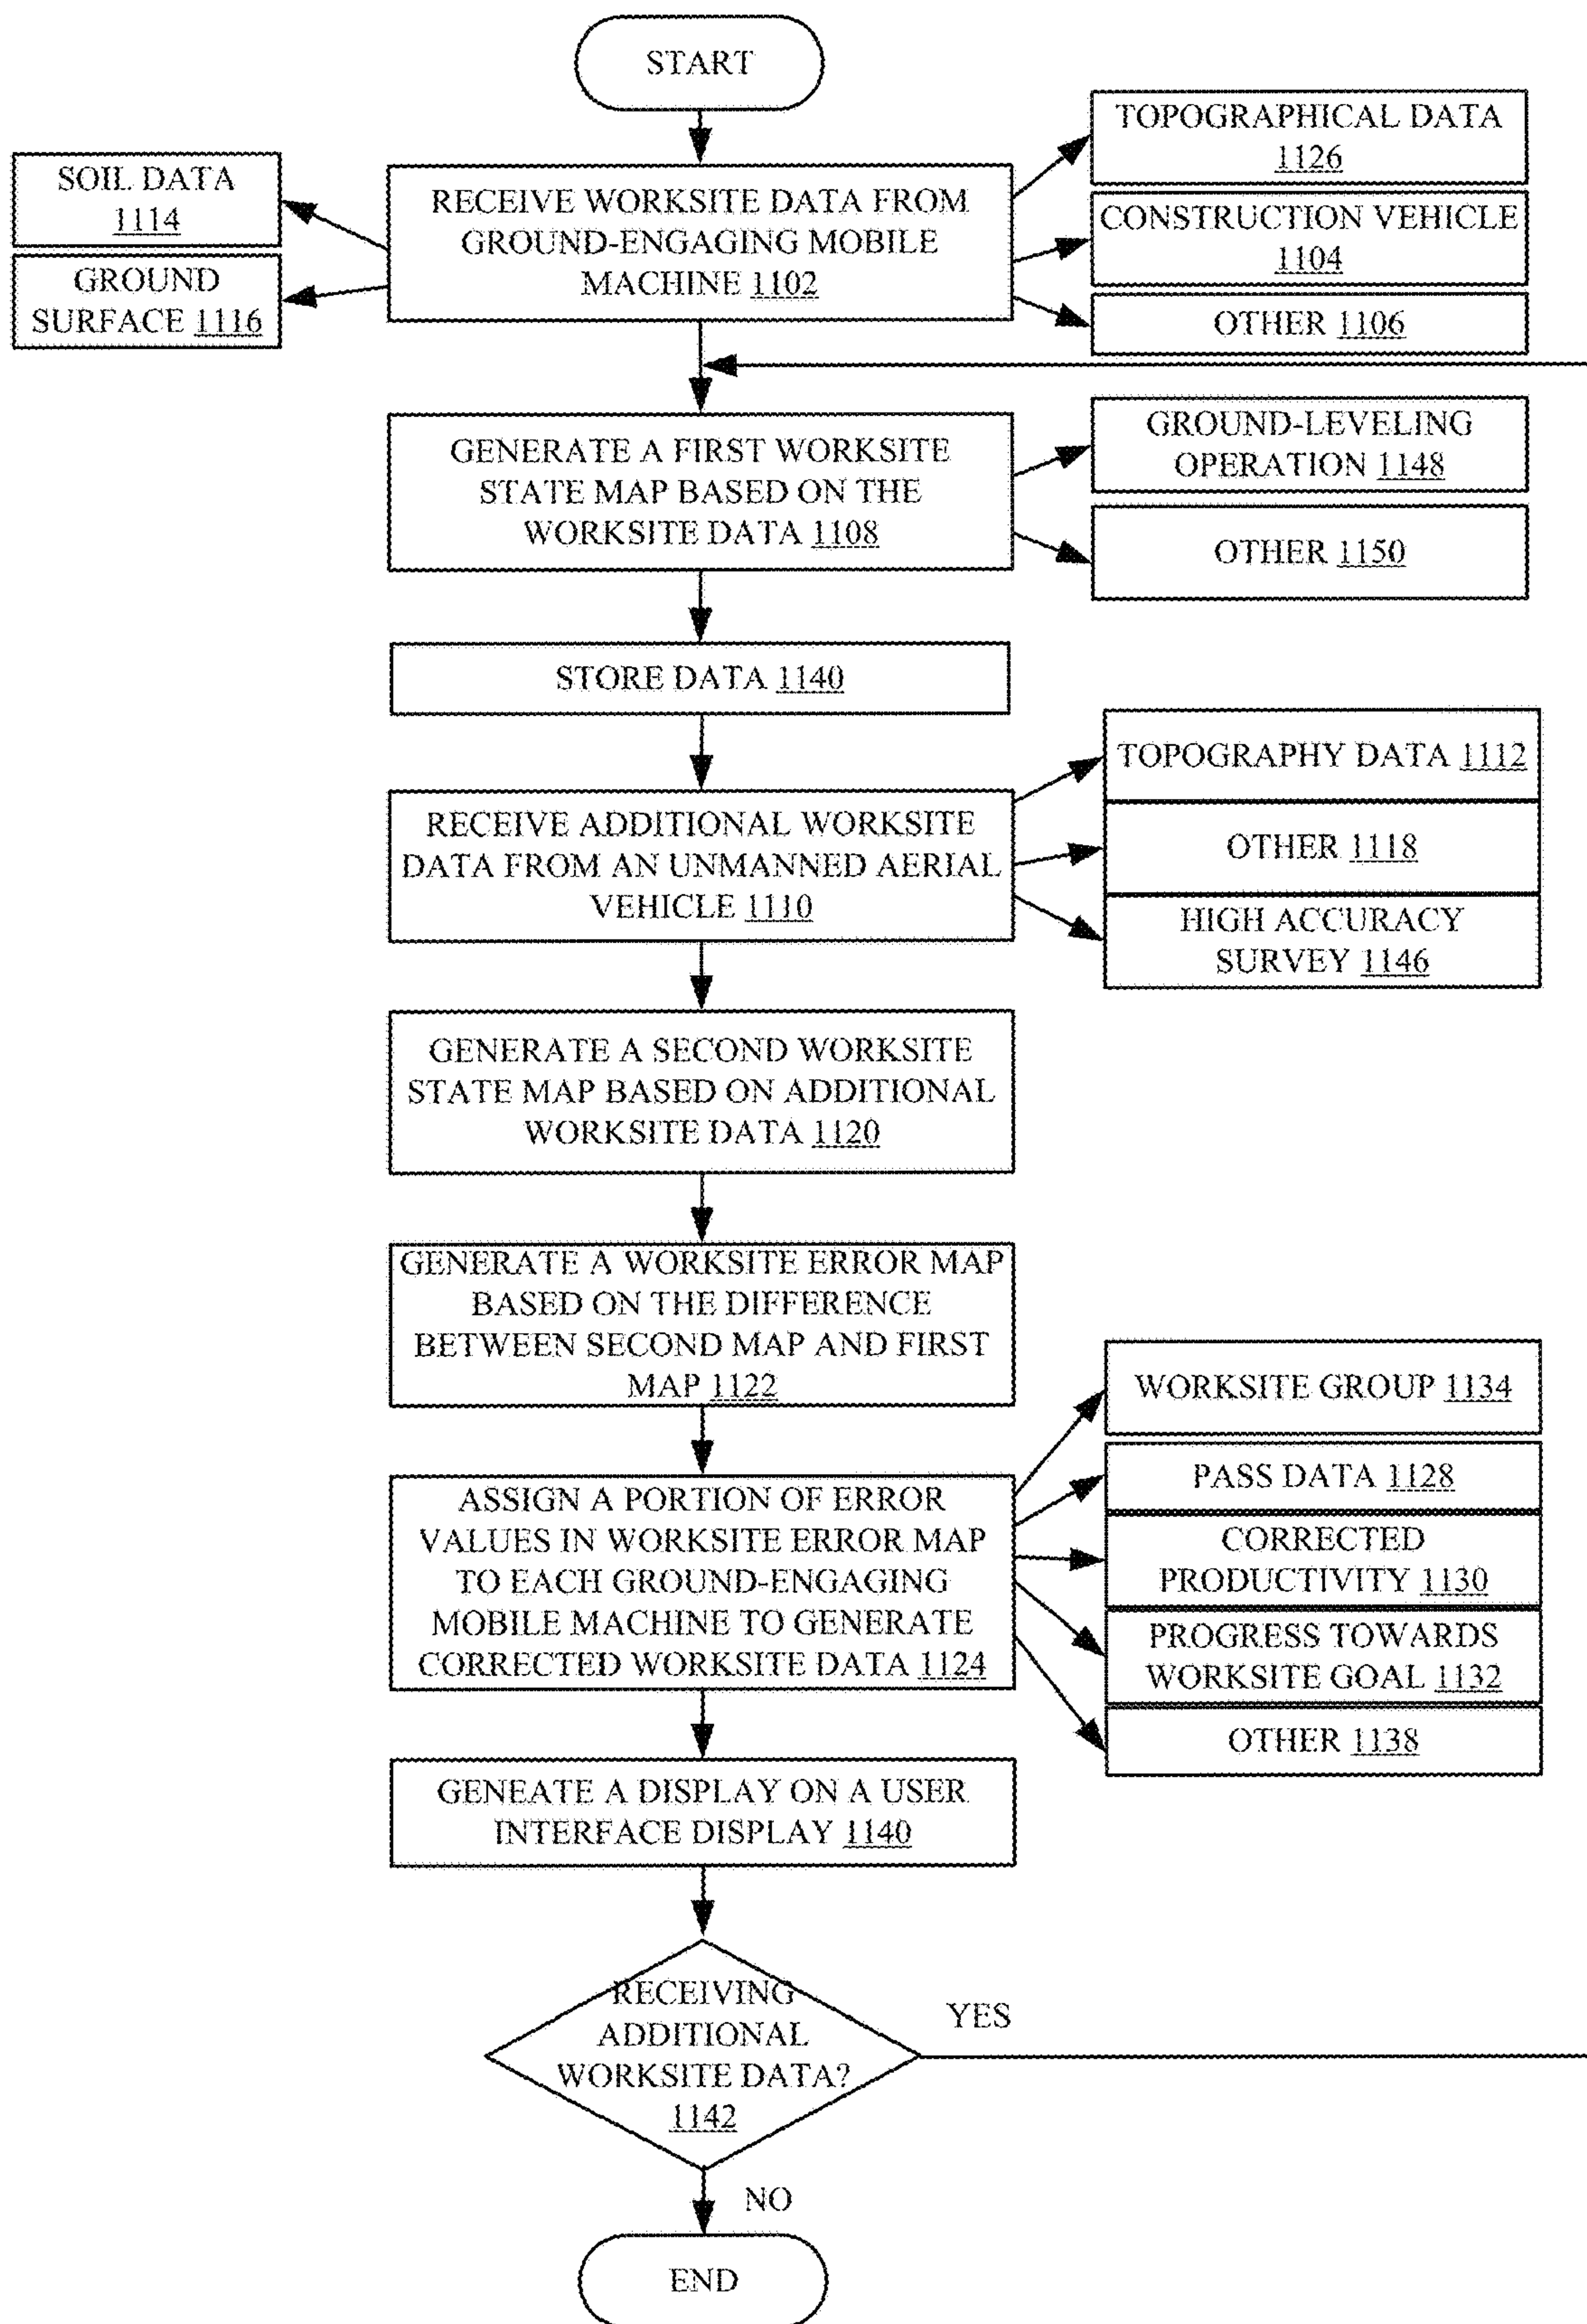 START
SOIL DATA
1114
GROUND
SURFACE 1116
RECEIVE WORKSITE DATA FROM
GROUND-ENGAGING MOBILE
MACHINE 1102
TOPOGRAPHICAL DATA
1126
CONSTRUCTION VEHICLE
1104
OTHER 1106
GENERATE A FIRST WORKSITE
STATE MAP BASED ON THE
WORKSITE DATA 1108
GROUND-LEVELING
OPERATION 1148
OTHER 1150
STORE DATA 1140
RECEIVE ADDITIONAL WORKSITE
DATA FROM AN UNMANNED AERIAL
VEHICLE 1110
TOPOGRAPHY DATA 1112
OTHER 1118
HIGH ACCURACY
SURVEY 1146
GENERATE A SECOND WORKSITE
STATE MAP BASED ON ADDITIONAL
WORKSITE DATA 1120
GENERATE A WORKSITE ERROR MAP
BASED ON THE DIFFERENCE
BETWEEN SECOND MAP AND FIRST
MAP 1122
ASSIGN A PORTION OF ERROR
VALUES IN WORKSITE ERROR MAP
TO EACH GROUND-ENGAGING
MOBILE MACHINE TO GENERATE
CORRECTED WORKSITE DATA 1124
WORKSITE GROUP 1134
PASS DATA 1128
CORRECTED
PRODUCTIVITY 1130
PROGRESS TOWARDS
WORKSITE GOAL 1132
OTHER 1138
GENEATE A DISPLAY ON A USER
INTERFACE DISPLAY 1140
RECEIVING
ADDITIONAL
WORKSITE DATA?
1142
YES
NO
END